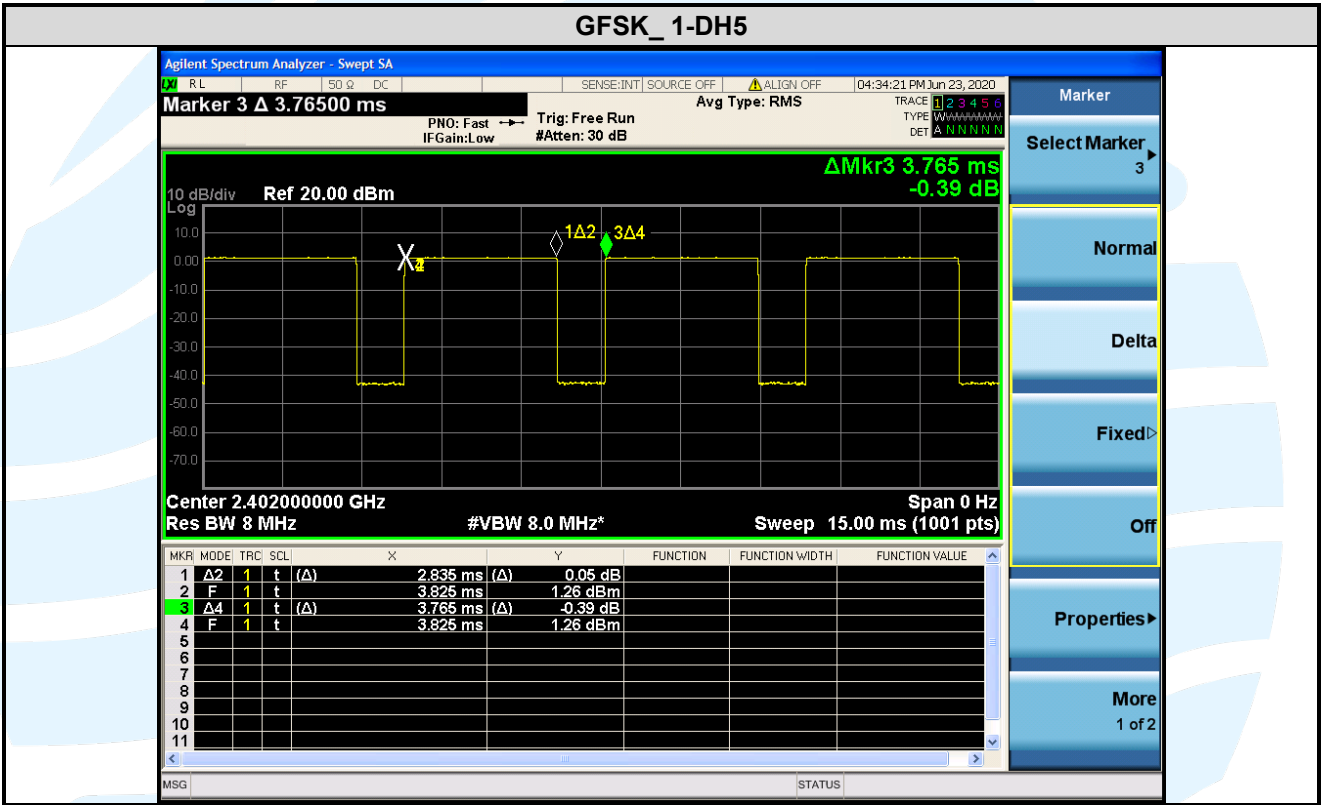 GFSK_ 1-DH5
Agilent Spectrum Analyzer - Swept SA
LXI RL RF 50 Ω DC SENSE:INT SOURCE OFF ALIGN OFF 04:34:21 PM Jun 23, 2020
Marker 3 Δ 3.76500 ms
PNO: Fast
IFGain:Low
Trig: Free Run
#Atten: 30 dB
Avg Type: RMS
TRACE 1 2 3 4 5 6
TYPE
DET A N N N N N
ΔMkr3 3.765 ms
-0.39 dB
10 dB/div Ref 20.00 dBm
Log
10.0
0.00
-10.0
-20.0
-30.0
-40.0
-50.0
-60.0
-70.0
1Δ2 3Δ4
Center 2.402000000 GHz Span 0 Hz
Res BW 8 MHz #VBW 8.0 MHz* Sweep 15.00 ms (1001 pts)
MKR MODE TRC SCL X Y FUNCTION FUNCTION WIDTH FUNCTION VALUE
1 Δ2 1 t (Δ) 2.835 ms (Δ) 0.05 dB
2 F 1 t 3.825 ms 1.26 dBm
3 Δ4 1 t (Δ) 3.765 ms (Δ) -0.39 dB
4 F 1 t 3.825 ms 1.26 dBm
5
6
7
8
9
10
11
MSG STATUS
Marker
Select Marker
3
Normal
Delta
Fixed
Off
Properties
More
1 of 2